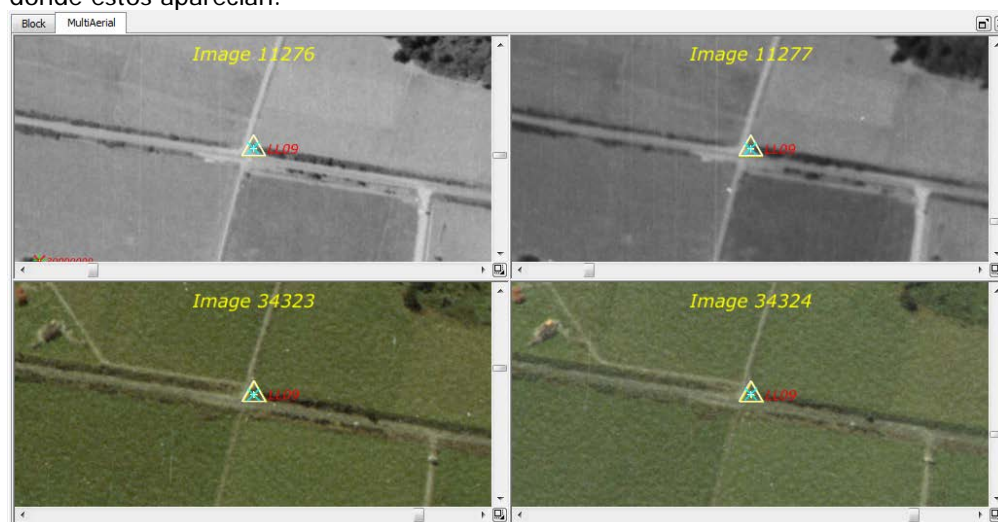 donde estos aparecían.
Block MultiAerial
Image 11276 Image 11277
LL09 LL09
Image 34323 Image 34324
LL09 LL09